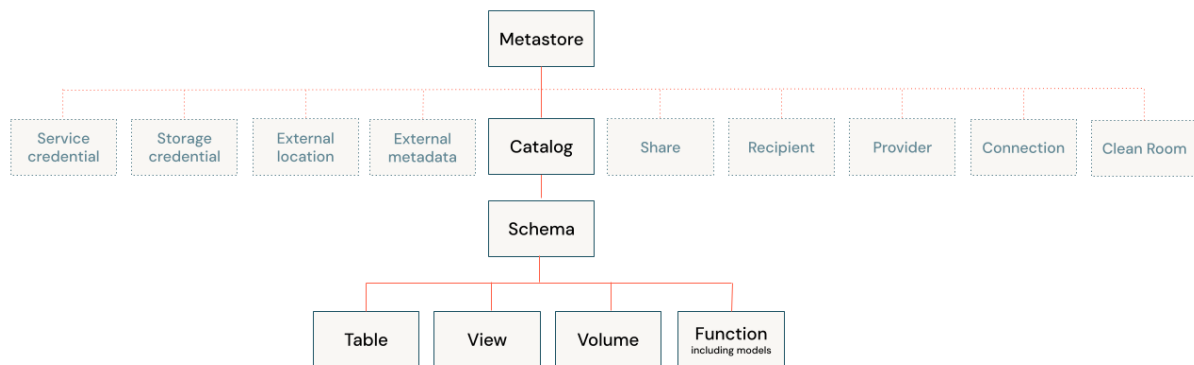 Metastore
Service
credential
Storage
credential
External
location
External
metadata
Catalog
Share
Recipient
Provider
Connection
Clean Room
Schema
Table
View
Volume
Function
including models